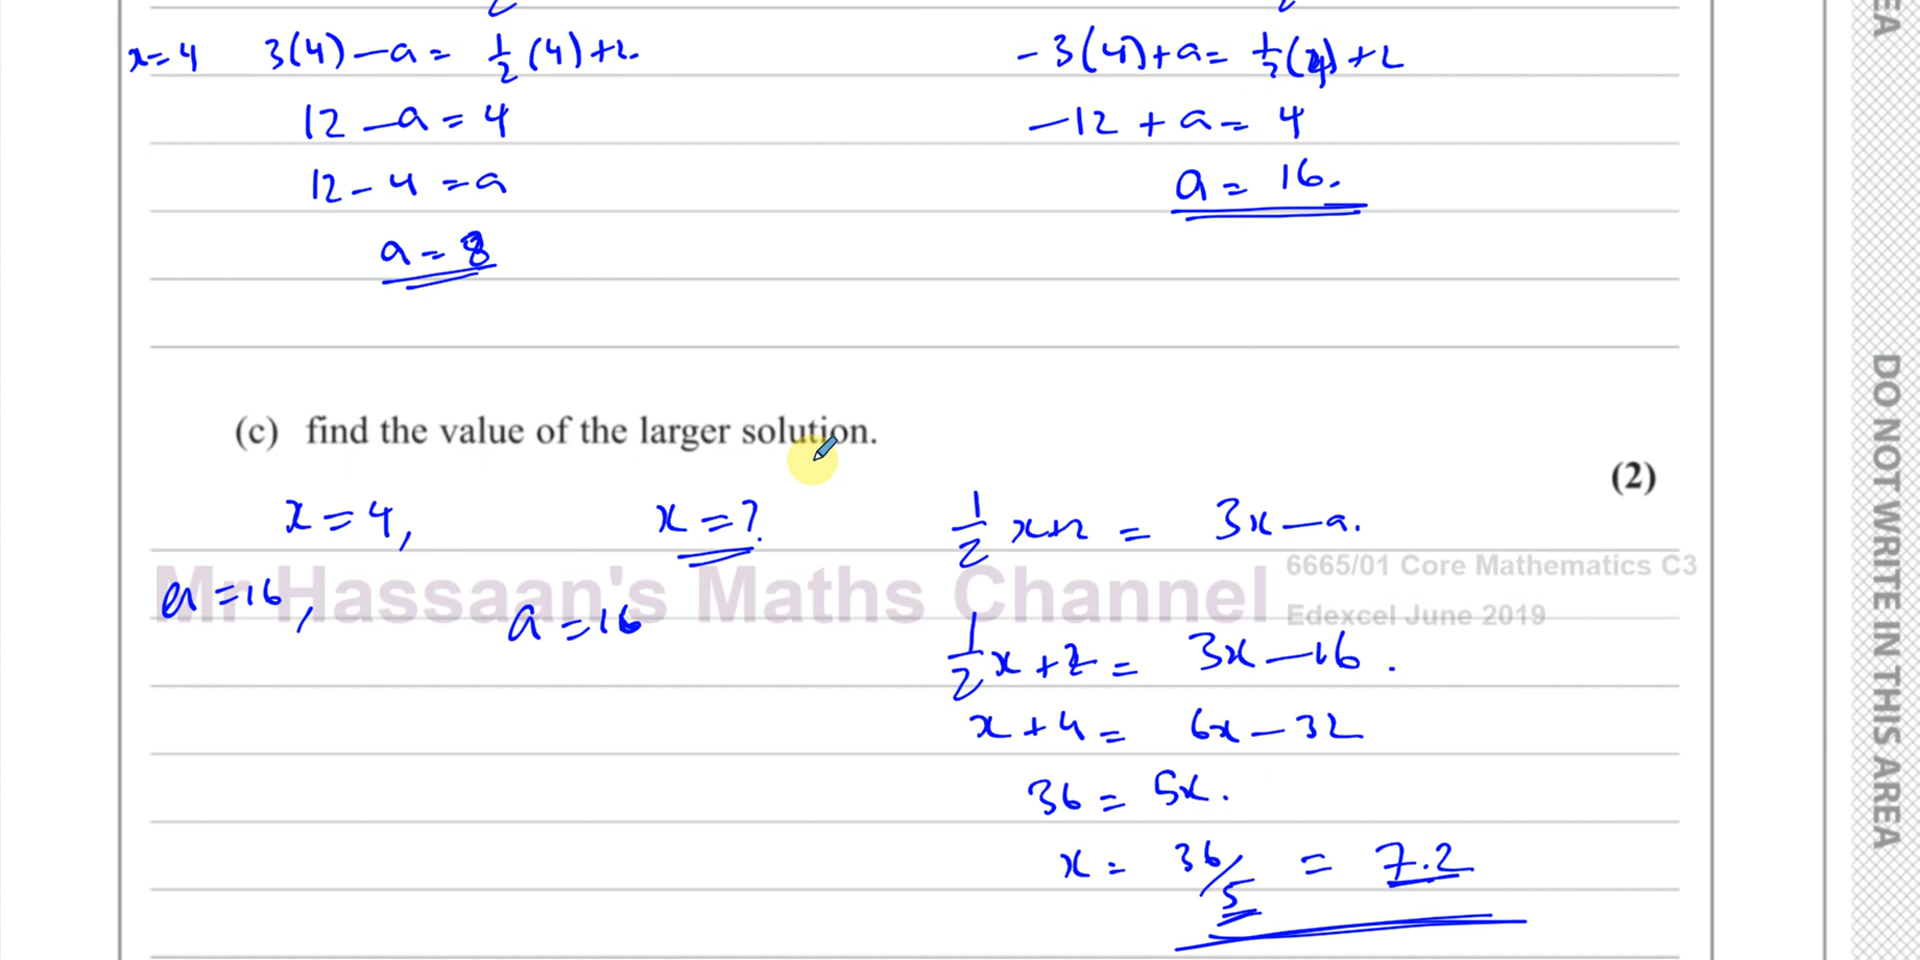 x=4 3(4)-a= 1/2(4)+2. -3(4)+a= 1/2(4)+2
12-a=4 -12+a=4
12-4=a a=16.
a=8
(c) find the value of the larger solution.
(2)
x=4, x=? 1/2x+2 = 3x-a.
6665/01 Core Mathematics C3
Mr Hassaan's Maths Channel
Edexcel June 2019
a=16, a=16
1/2x+2= 3x-16.
x+4= 6x-32
36= 5x.
x= 36/5 = 7.2
EA
DO NOT WRITE IN THIS AREA